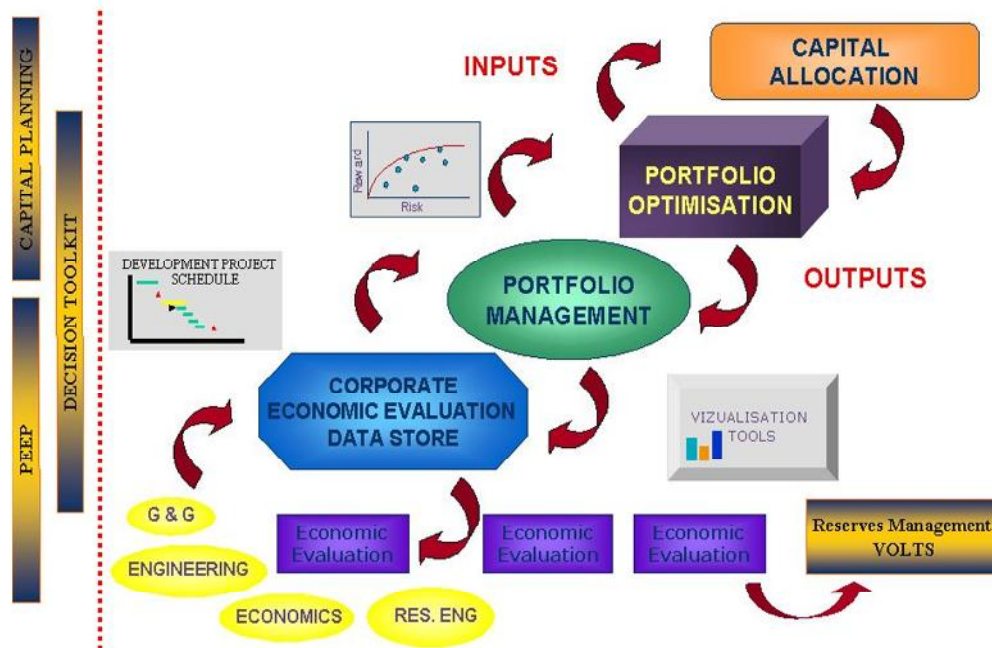 CAPITAL PLANNING
DECISION TOOLKIT
PEEP
INPUTS
CAPITAL
ALLOCATION
Reward
Risk
PORTFOLIO
OPTIMISATION
DEVELOPMENT PROJECT
SCHEDULE
PORTFOLIO
MANAGEMENT
OUTPUTS
CORPORATE
ECONOMIC EVALUATION
DATA STORE
VIZUALISATION
TOOLS
G & G
ENGINEERING
ECONOMICS
RES. ENG
Economic
Evaluation
Economic
Evaluation
Economic
Evaluation
Reserves Management
VOLTS